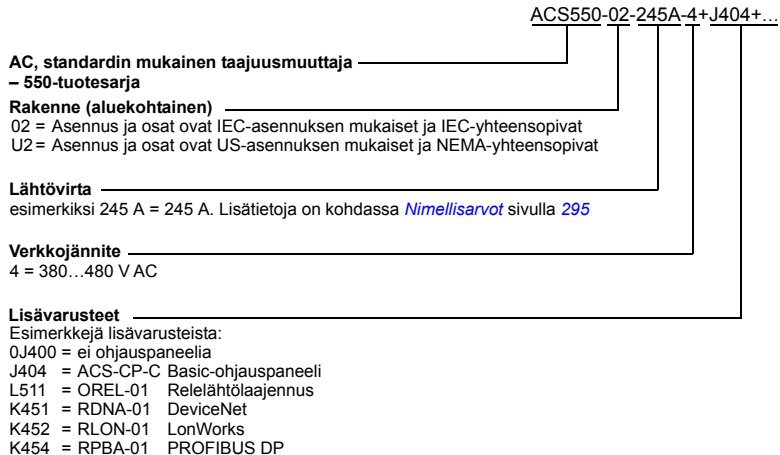 ACS550-02-245A-4+J404+…
AC, standardin mukainen taajuusmuuttaja
– 550-tuotesarja
Rakenne (aluekohtainen)
02 = Asennus ja osat ovat IEC-asennuksen mukaiset ja IEC-yhteensopivat
U2 = Asennus ja osat ovat US-asennuksen mukaiset ja NEMA-yhteensopivat
Lähtövirta
esimerkiksi 245 A = 245 A. Lisätietoja on kohdassa Nimellisarvot sivulla 295
Verkkojännite
4 = 380…480 V AC
Lisävarusteet
Esimerkkejä lisävarusteista:
0J400 = ei ohjauspaneelia
J404 = ACS-CP-C Basic-ohjauspaneeli
L511 = OREL-01 Relelähtölaajennus
K451 = RDNA-01 DeviceNet
K452 = RLON-01 LonWorks
K454 = RPBA-01 PROFIBUS DP